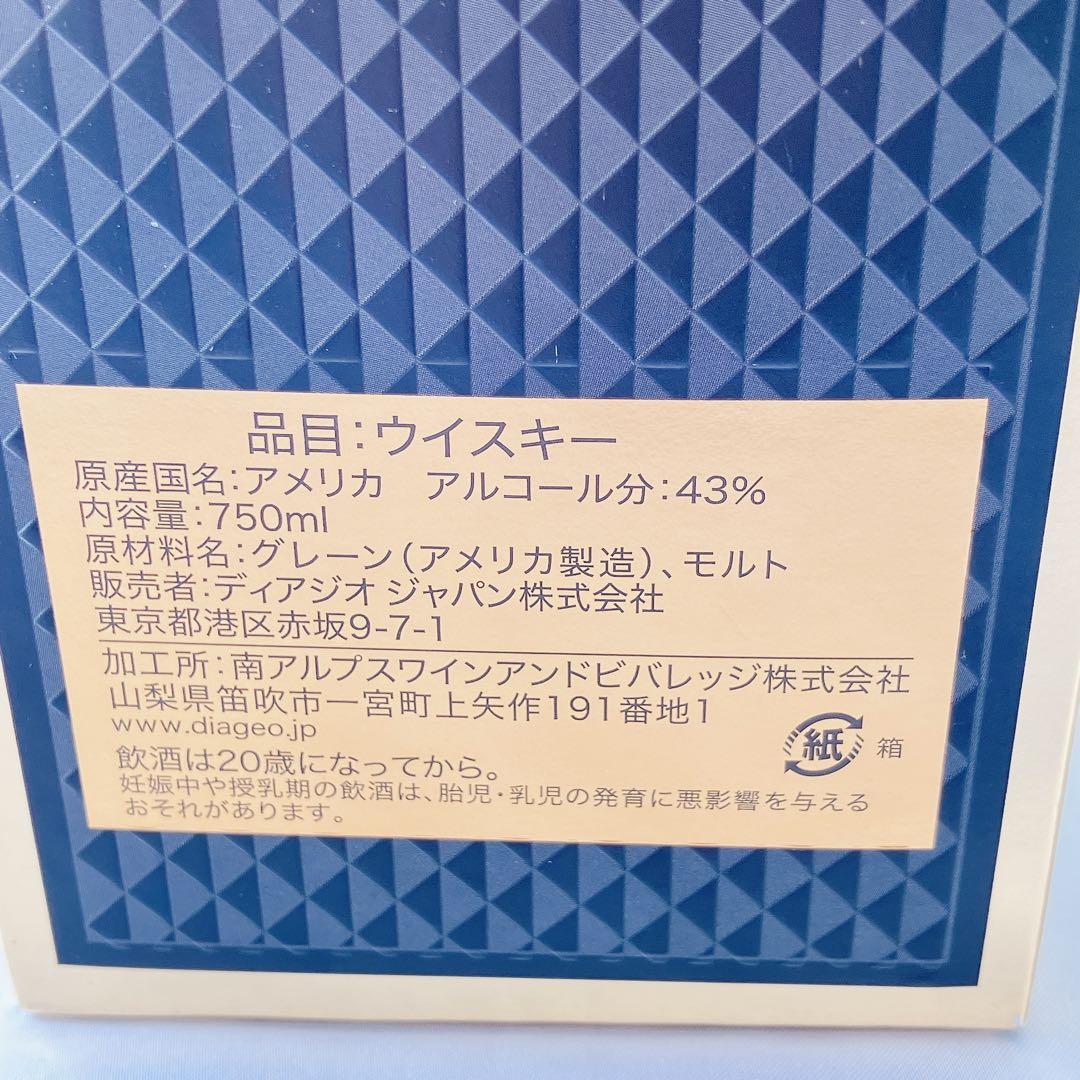 品目：ウイスキー
原産国名：アメリカ　アルコール分：43%
内容量：750ml
原材料名：グレーン（アメリカ製造）、モルト
販売者：ディアジオ ジャパン株式会社
東京都港区赤坂9-7-1
加工所：南アルプスワインアンドビバレッジ株式会社
山梨県笛吹市一宮町上矢作191番地1
www.diageo.jp
紙 箱
飲酒は20歳になってから。
妊娠中や授乳期の飲酒は、胎児・乳児の発育に悪影響を与える
おそれがあります。